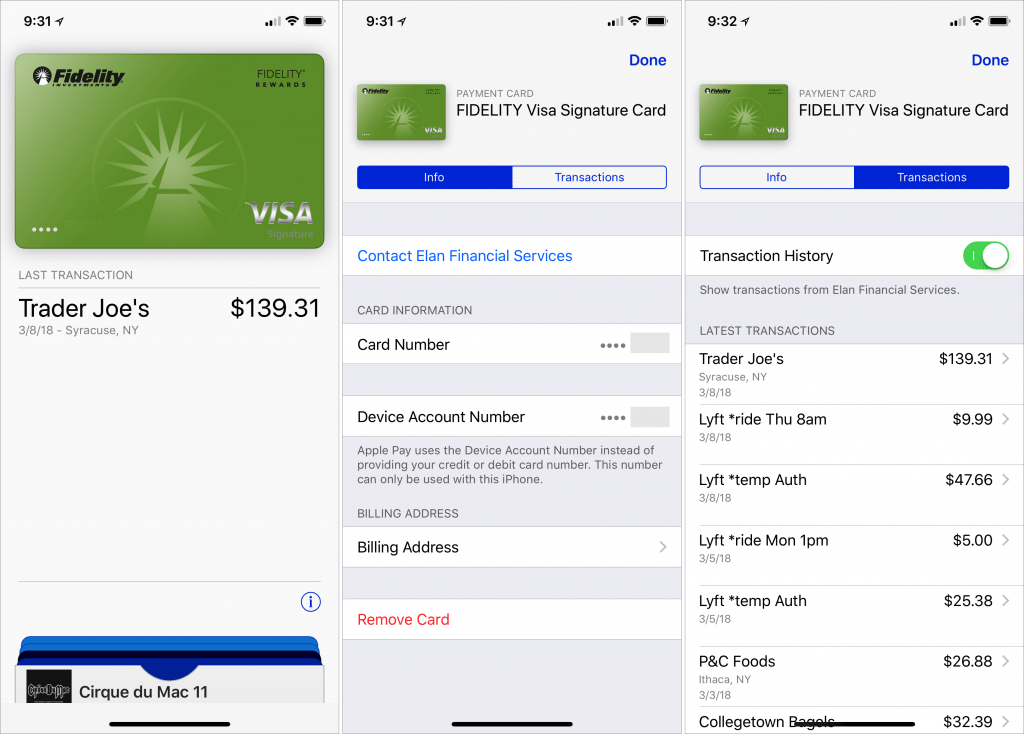 9:31
Fidelity
INVESTMENTS
FIDELITY®
REWARDS
VISA
Signature
••••
LAST TRANSACTION
Trader Joe's $139.31
3/8/18 - Syracuse, NY
Cirque du Mac 11
9:31
Done
Fidelity
VISA
PAYMENT CARD
FIDELITY Visa Signature Card
Info Transactions
Contact Elan Financial Services
CARD INFORMATION
Card Number ••••
Device Account Number ••••
Apple Pay uses the Device Account Number instead of
providing your credit or debit card number. This number
can only be used with this iPhone.
BILLING ADDRESS
Billing Address
Remove Card
9:32
Done
Fidelity
VISA
PAYMENT CARD
FIDELITY Visa Signature Card
Info Transactions
Transaction History
Show transactions from Elan Financial Services.
LATEST TRANSACTIONS
Trader Joe's $139.31
Syracuse, NY
3/8/18
Lyft *ride Thu 8am $9.99
3/8/18
Lyft *temp Auth $47.66
3/8/18
Lyft *ride Mon 1pm $5.00
3/5/18
Lyft *temp Auth $25.38
3/5/18
P&C Foods $26.88
Ithaca, NY
3/3/18
Collegetown Bagels $32.39